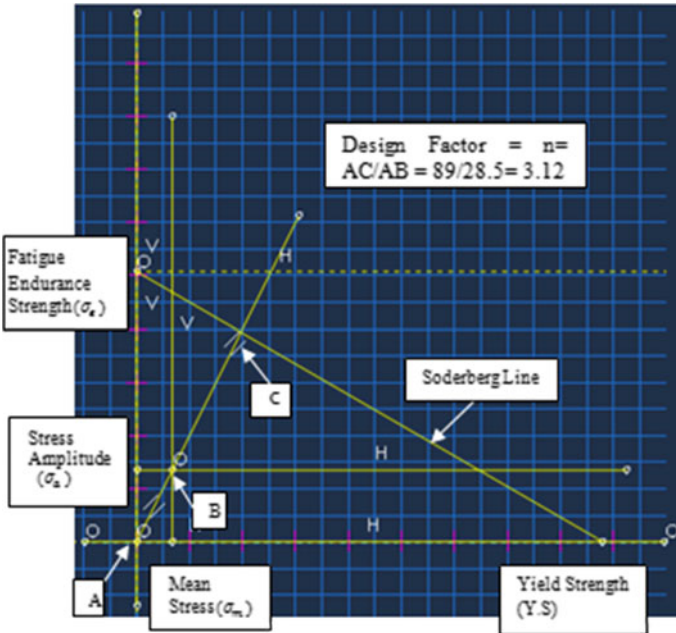 Design Factor = n=
AC/AB = 89/28.5= 3.12
V
H
Fatigue
Endurance
Strength(σₑ)
O
V
V
C
Soderberg Line
Stress
Amplitude
(σₐ)
O
H
B
O
O
H
O
A
Mean
Stress(σₘ)
Yield Strength
(Y.S)